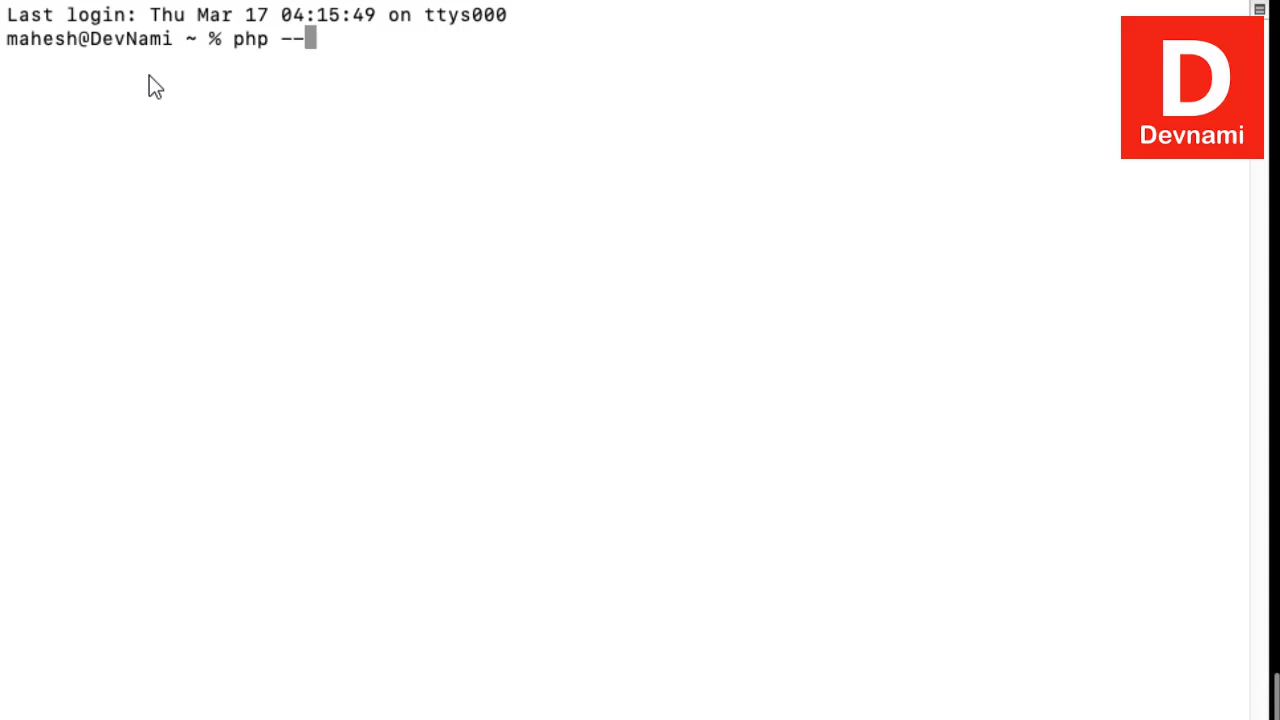 Last login: Thu Mar 17 04:15:49 on ttys000
mahesh@DevNami ~ % php --
D
Devnami